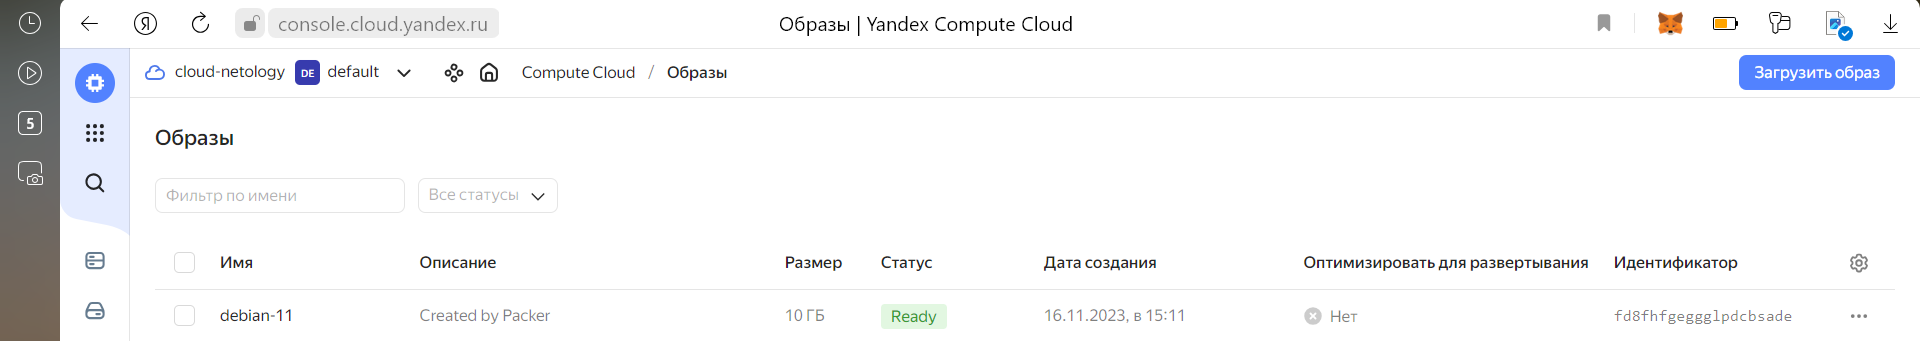 Я console.cloud.yandex.ru Образы | Yandex Compute Cloud
cloud-netology DE default Compute Cloud / Образы Загрузить образ
5
Образы
Фильтр по имени Все статусы
Имя Описание Размер Статус Дата создания Оптимизировать для развертывания Идентификатор
debian-11 Created by Packer 10 ГБ Ready 16.11.2023, в 15:11 Нет fd8fhfgeggglpdcbsade